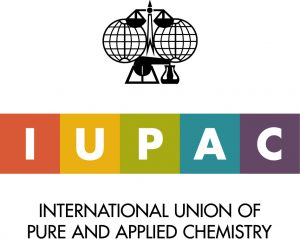 IUPAC
INTERNATIONAL UNION OF
PURE AND APPLIED CHEMISTRY